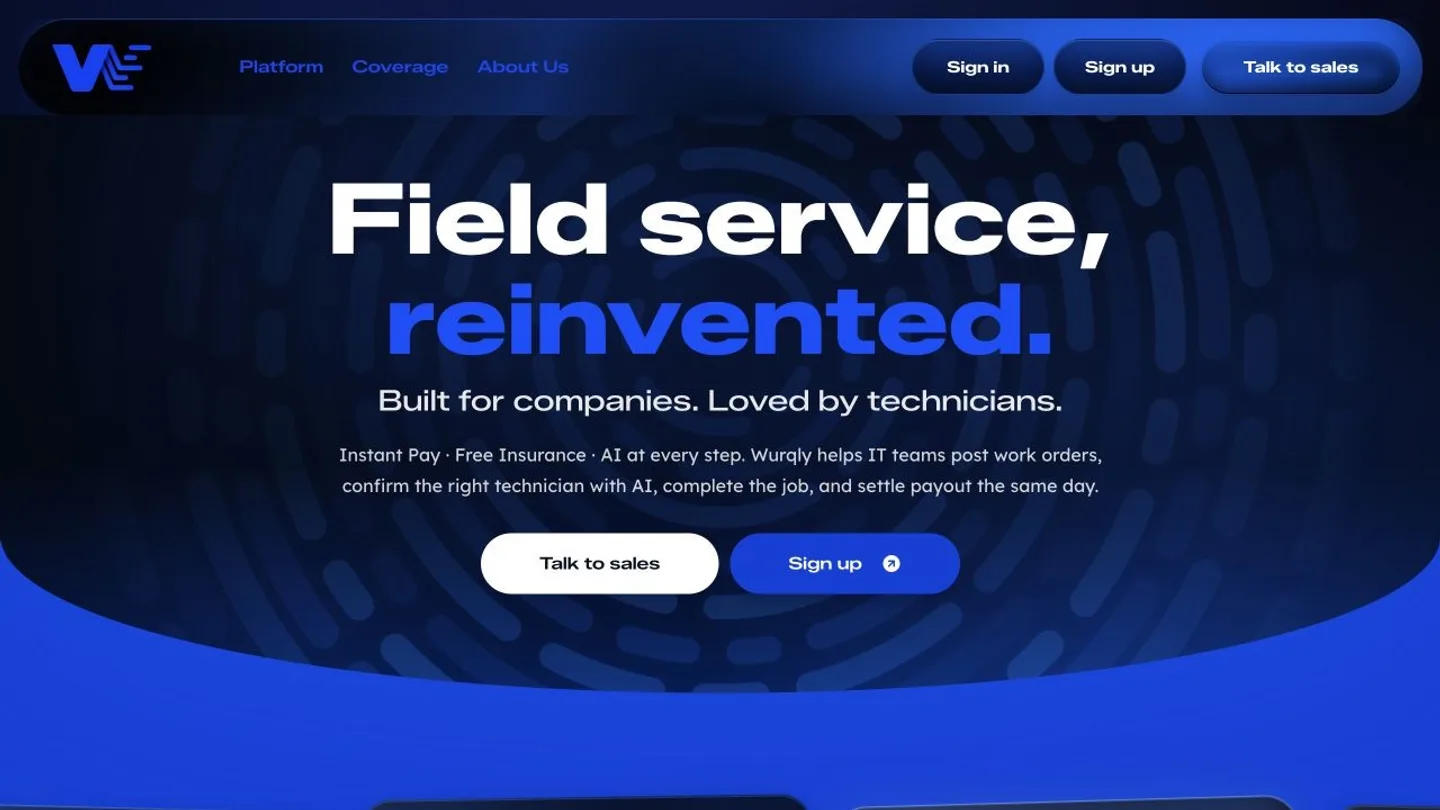 Platform
Coverage
About Us
Sign in
Sign up
Talk to sales
Field service,
reinvented.
Built for companies. Loved by technicians.
Instant Pay · Free Insurance · AI at every step. Wurqly helps IT teams post work orders,
confirm the right technician with AI, complete the job, and settle payout the same day.
Talk to sales
Sign up